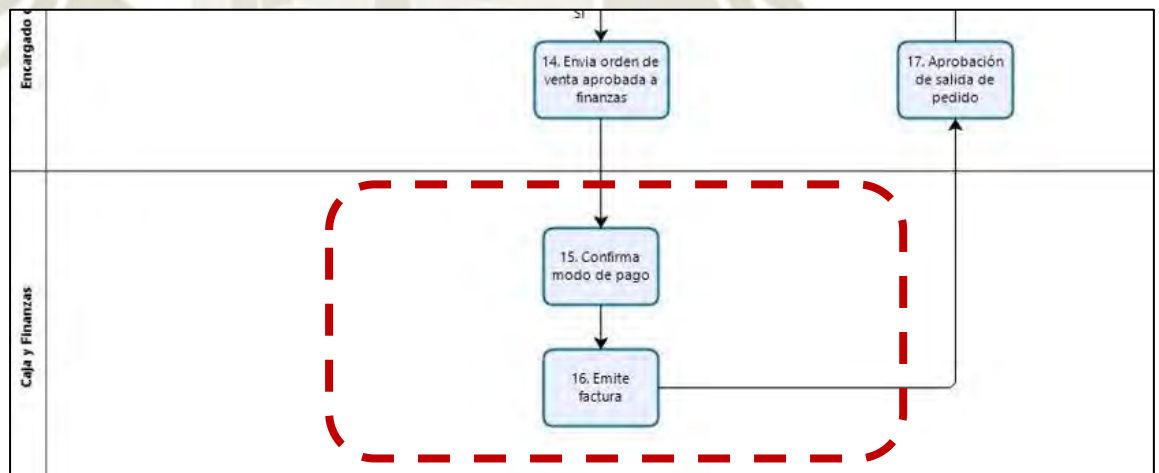 SI
Encargado
14. Envia orden de
venta aprobada a
finanzas
17. Aprobación
de salida de
pedido
Caja y Finanzas
15. Confirma
modo de pago
16. Emite
factura